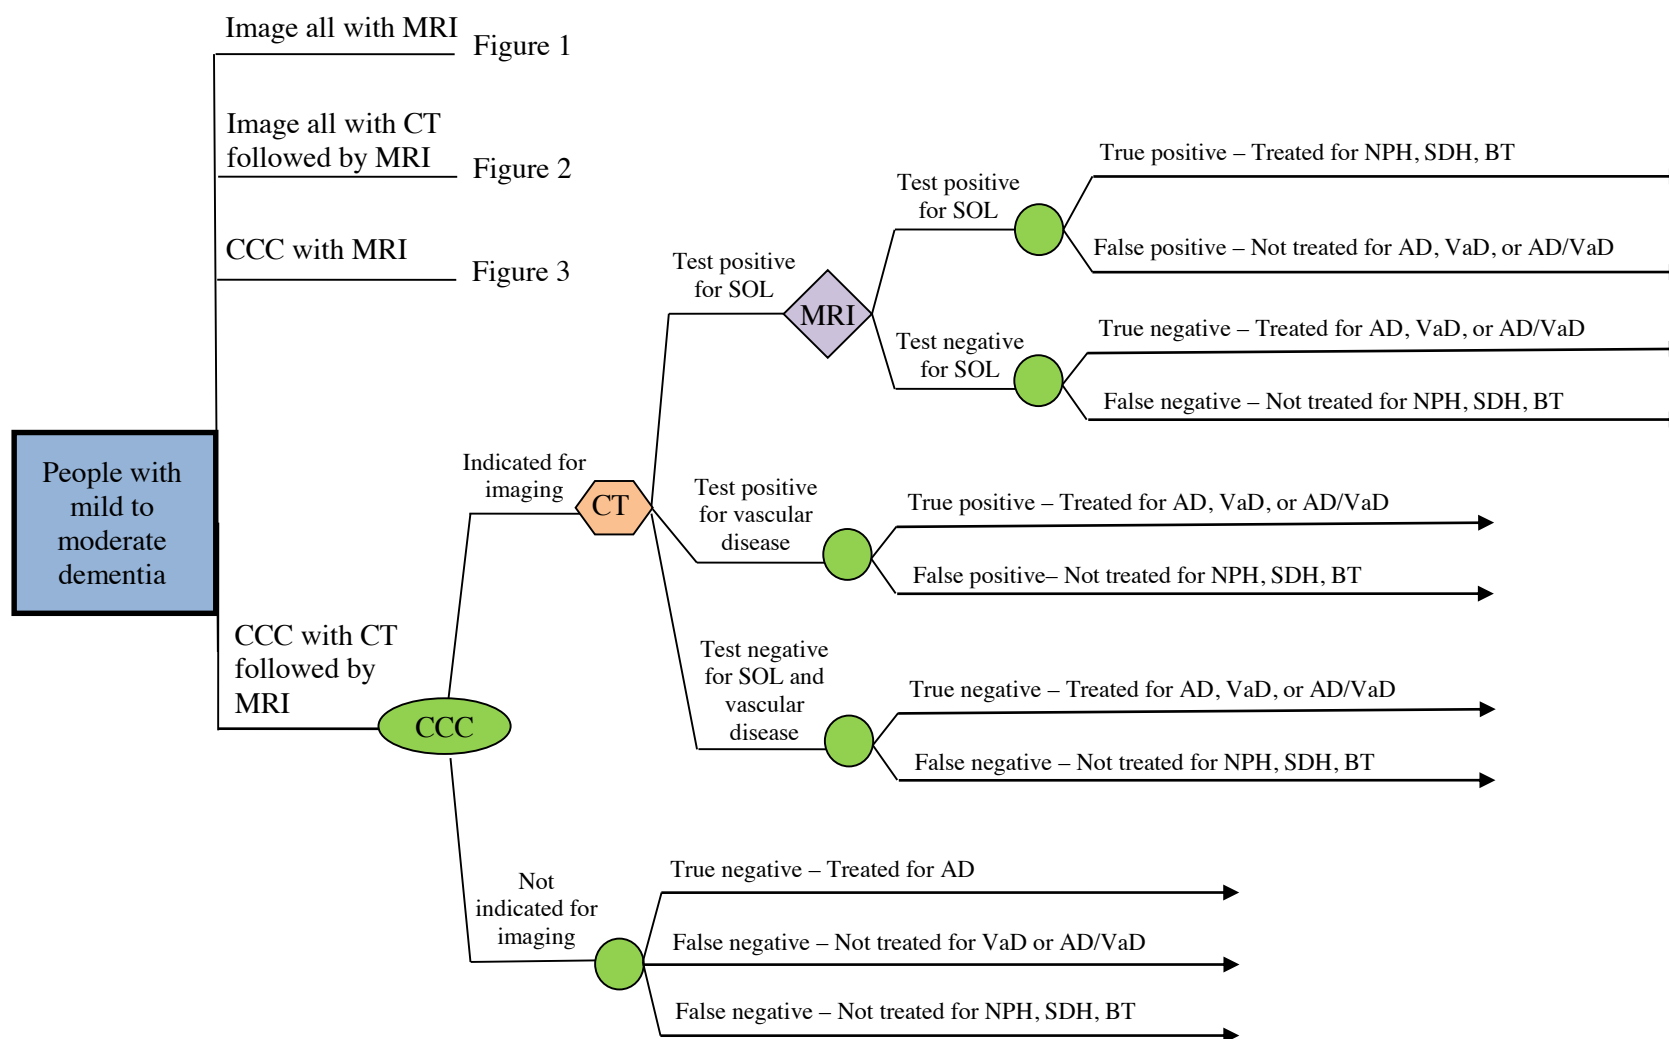 Image all with MRI
Figure 1
Image all with CT
followed by MRI
Figure 2
CCC with MRI
Figure 3
People with
mild to
moderate
dementia
CCC with CT
followed by
MRI
CCC
Indicated for
imaging
CT
Test positive
for SOL
MRI
Test positive
for SOL
True positive – Treated for NPH, SDH, BT
False positive – Not treated for AD, VaD, or AD/VaD
Test negative
for SOL
True negative – Treated for AD, VaD, or AD/VaD
False negative – Not treated for NPH, SDH, BT
Test positive
for vascular
disease
True positive – Treated for AD, VaD, or AD/VaD
False positive– Not treated for NPH, SDH, BT
Test negative
for SOL and
vascular
disease
True negative – Treated for AD, VaD, or AD/VaD
False negative – Not treated for NPH, SDH, BT
Not
indicated for
imaging
True negative – Treated for AD
False negative – Not treated for VaD or AD/VaD
False negative – Not treated for NPH, SDH, BT